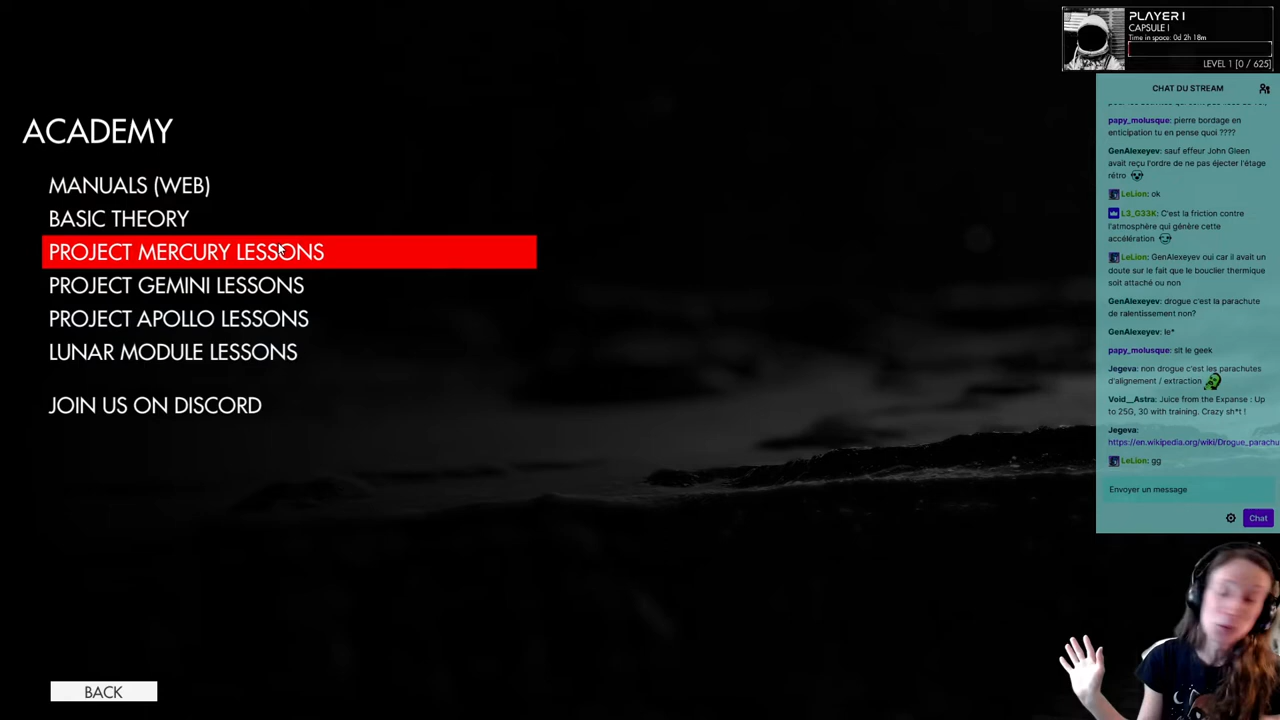 PLAYER 1
CAPSULE 1
Time in space: 0d 2h 18m
LEVEL 1 [0 / 625]
ACADEMY
MANUALS (WEB)
BASIC THEORY
PROJECT MERCURY LESSONS
PROJECT GEMINI LESSONS
PROJECT APOLLO LESSONS
LUNAR MODULE LESSONS
JOIN US ON DISCORD
BACK
CHAT DU STREAM
papy_molusque: pierre bordage en
enticipation tu en pense quoi ????
GenAlexeyev: sauf effeur John Gleen
avait reçu l'ordre de ne pas éjecter l'étage
rétro
LeLion: ok
L3_G33K: C'est la friction contre
l'atmosphère qui génère cette
accélération
LeLion: GenAlexeyev oui car il avait un
doute sur le fait que le bouclier thermique
soit attaché ou non
GenAlexeyev: drogue c'est la parachute
de ralentissement non?
GenAlexeyev: le*
papy_molusque: slt le geek
Jegeva: non drogue c'est les parachutes
d'alignement / extraction
Void__Astra: Juice from the Expanse : Up
to 25G, 30 with training. Crazy sh*t !
Jegeva:
https://en.wikipedia.org/wiki/Drogue_parachu
LeLion: gg
Envoyer un message
Chat